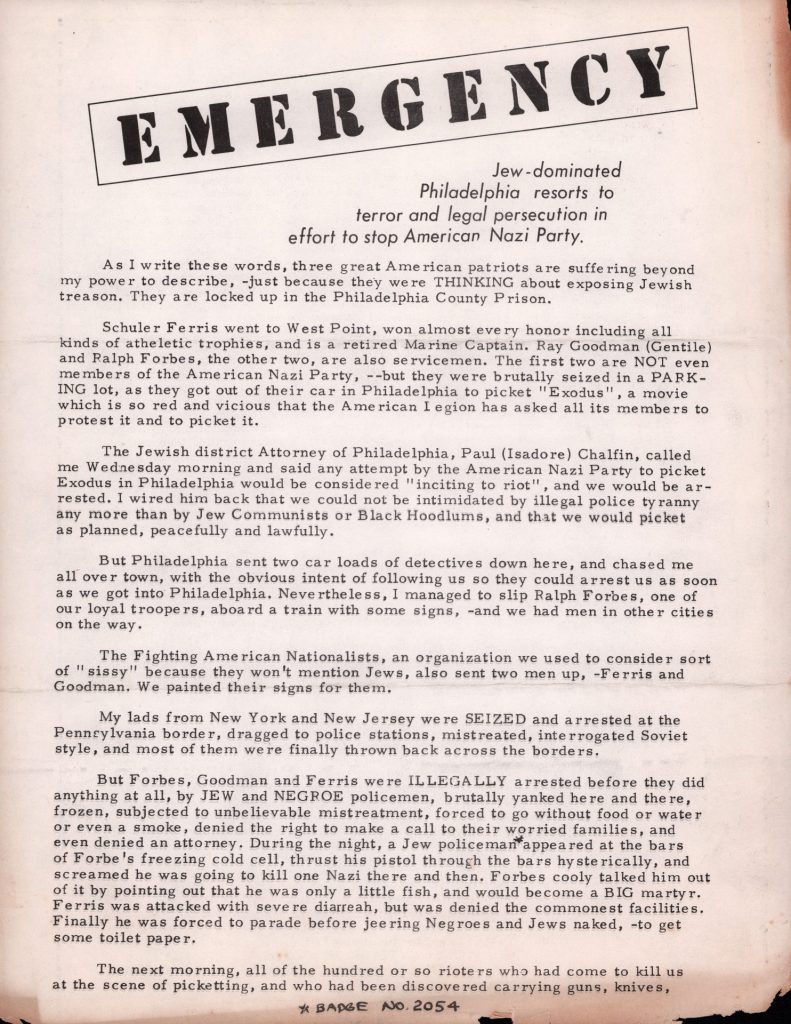 EMERGENCY
Jew-dominated
Philadelphia resorts to
terror and legal persecution in
effort to stop American Nazi Party.
As I write these words, three great American patriots are suffering beyond
my power to describe, -just because they were THINKING about exposing Jewish
treason. They are locked up in the Philadelphia County Prison.
Schuler Ferris went to West Point, won almost every honor including all
kinds of atheletic trophies, and is a retired Marine Captain. Ray Goodman (Gentile)
and Ralph Forbes, the other two, are also servicemen. The first two are NOT even
members of the American Nazi Party, --but they were brutally seized in a PARK-
ING lot, as they got out of their car in Philadelphia to picket "Exodus", a movie
which is so red and vicious that the American Legion has asked all its members to
protest it and to picket it.
The Jewish district Attorney of Philadelphia, Paul (Isadore) Chalfin, called
me Wednesday morning and said any attempt by the American Nazi Party to picket
Exodus in Philadelphia would be considered "inciting to riot", and we would be ar-
rested. I wired him back that we could not be intimidated by illegal police tyranny
any more than by Jew Communists or Black Hoodlums, and that we would picket
as planned, peacefully and lawfully.
But Philadelphia sent two car loads of detectives down here, and chased me
all over town, with the obvious intent of following us so they could arrest us as soon
as we got into Philadelphia. Nevertheless, I managed to slip Ralph Forbes, one of
our loyal troopers, aboard a train with some signs, -and we had men in other cities
on the way.
The Fighting American Nationalists, an organization we used to consider sort
of "sissy" because they won't mention Jews, also sent two men up, -Ferris and
Goodman. We painted their signs for them.
My lads from New York and New Jersey were SEIZED and arrested at the
Pennsylvania border, dragged to police stations, mistreated, interrogated Soviet
style, and most of them were finally thrown back across the borders.
But Forbes, Goodman and Ferris were ILLEGALLY arrested before they did
anything at all, by JEW and NEGROE policemen, brutally yanked here and there,
frozen, subjected to unbelievable mistreatment, forced to go without food or water
or even a smoke, denied the right to make a call to their worried families, and
even denied an attorney. During the night, a Jew policeman* appeared at the bars
of Forbe's freezing cold cell, thrust his pistol through the bars hysterically, and
screamed he was going to kill one Nazi there and then. Forbes cooly talked him out
of it by pointing out that he was only a little fish, and would become a BIG martyr.
Ferris was attacked with severe diarreah, but was denied the commonest facilities.
Finally he was forced to parade before jeering Negroes and Jews naked, -to get
some toilet paper.
The next morning, all of the hundred or so rioters who had come to kill us
at the scene of picketting, and who had been discovered carrying guns, knives,
* BADGE NO. 2054